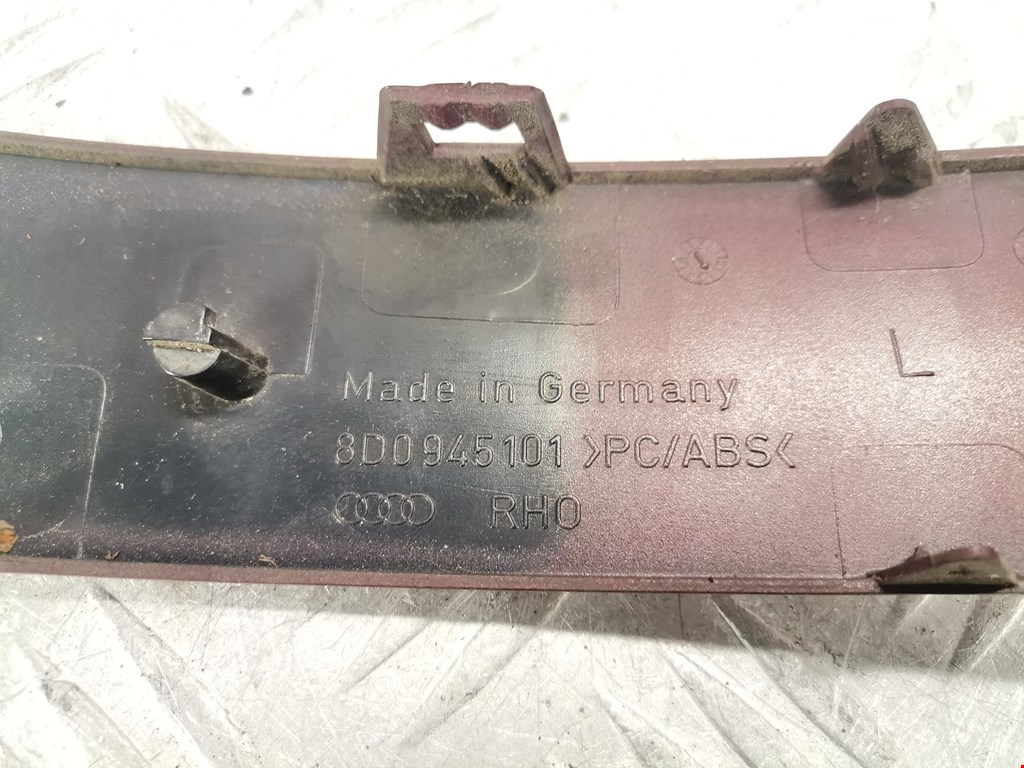 Made in Germany
8D0945101 >PC/ABS<
RHO
L